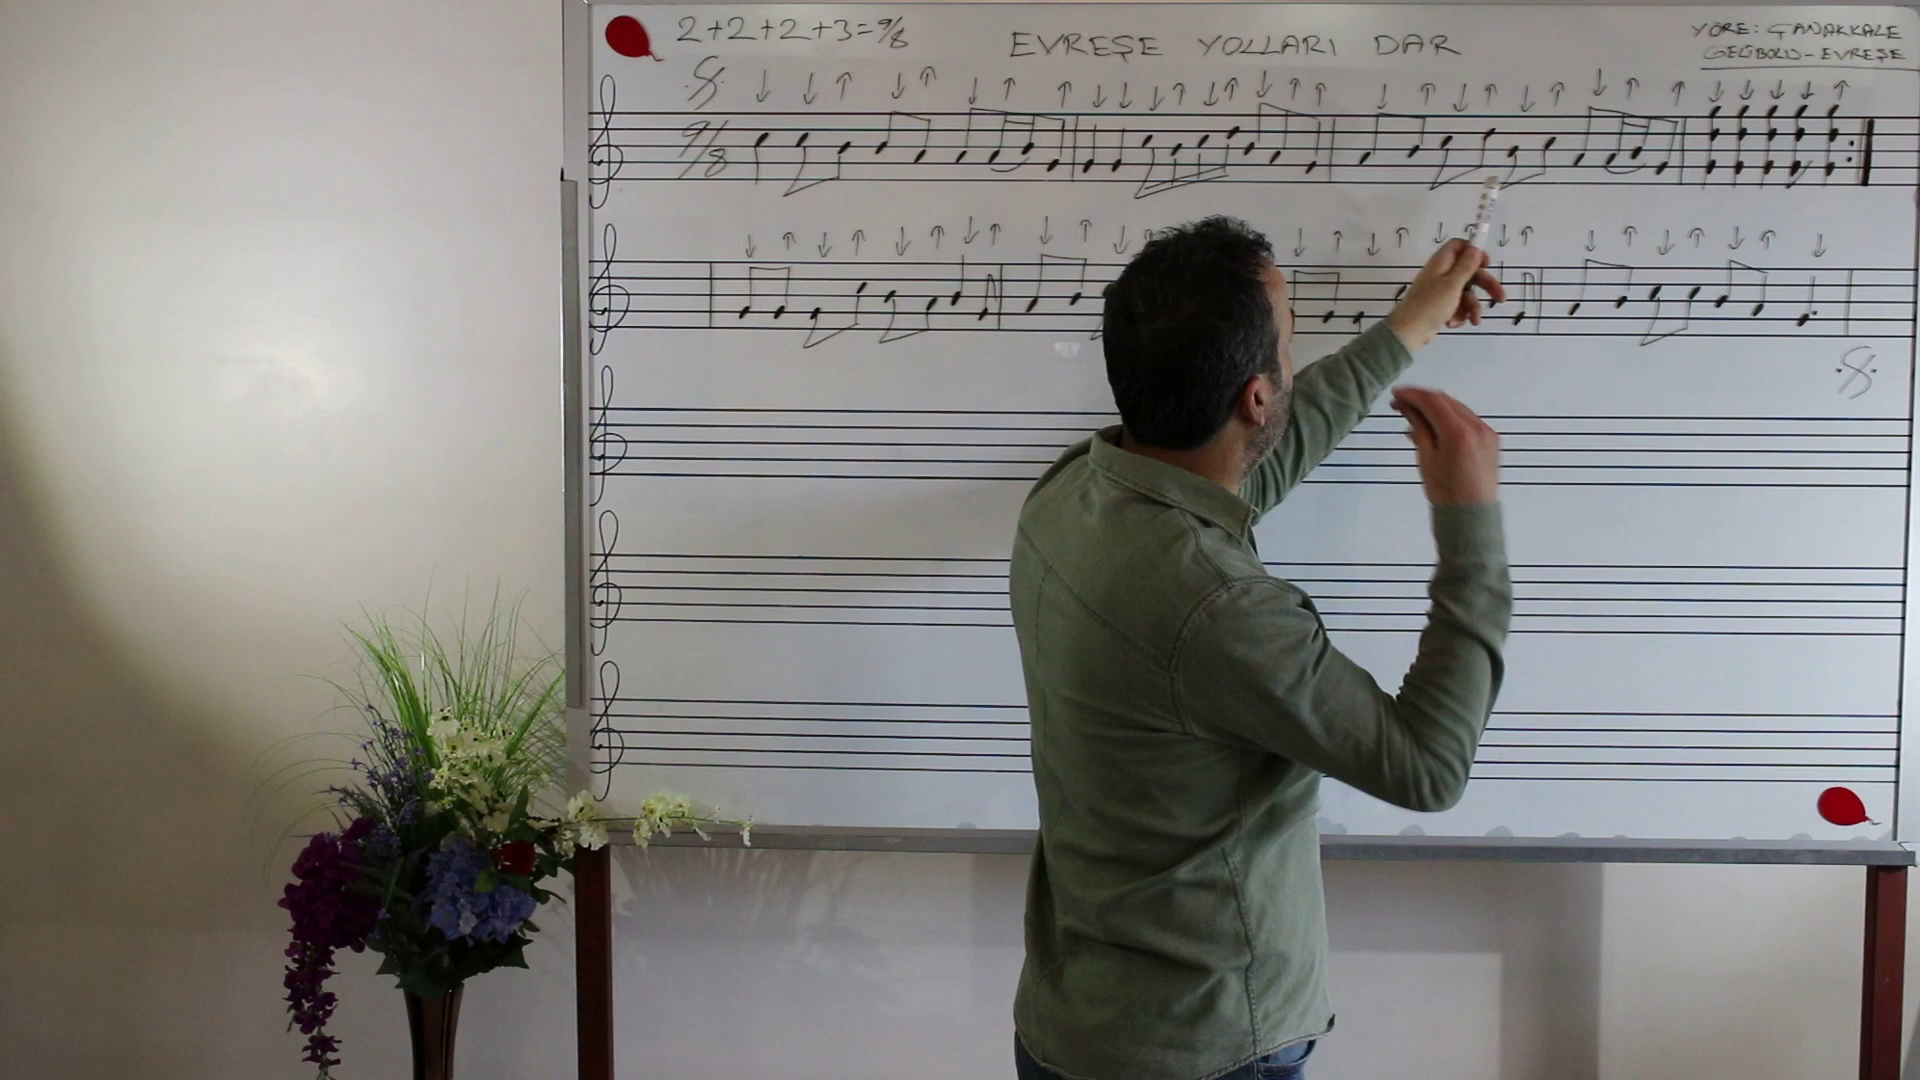 2+2+2+3=9/8
EVREŞE YOLLARI DAR
YÖRE: ÇANAKKALE
GELİBOLU-EVREŞE
9/8